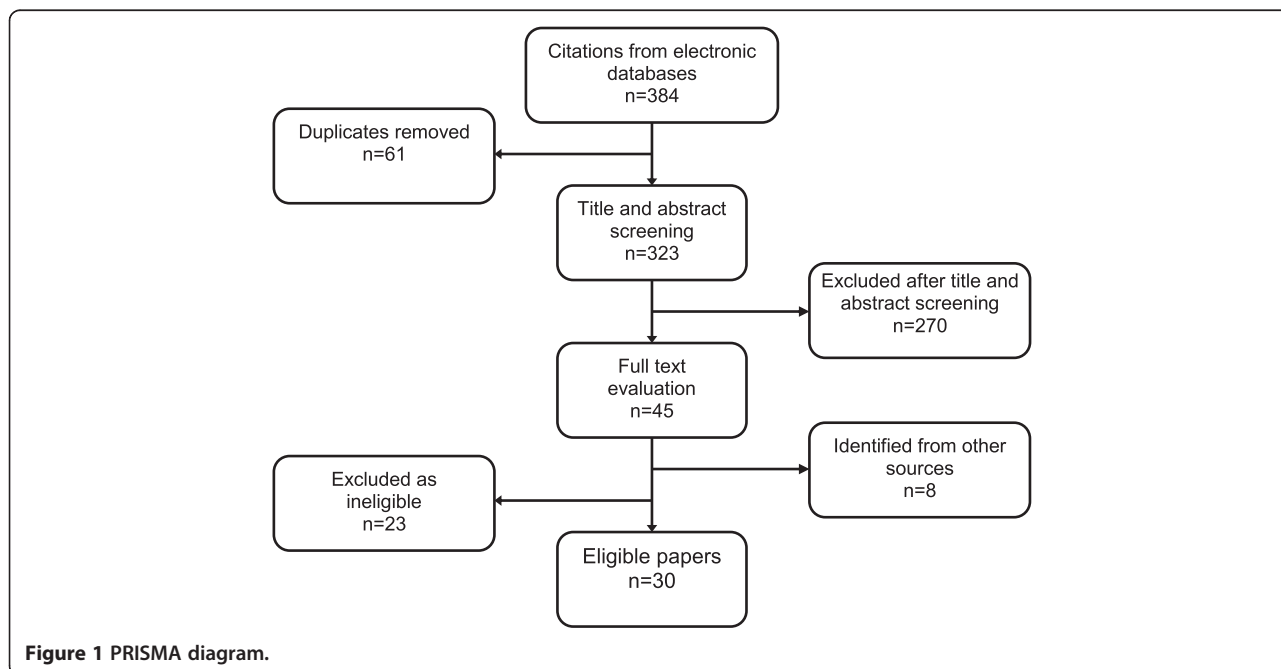 Citations from electronic
databases
n=384
Duplicates removed
n=61
Title and abstract
screening
n=323
Excluded after title and
abstract screening
n=270
Full text
evaluation
n=45
Identified from other
sources
n=8
Excluded as
ineligible
n=23
Eligible papers
n=30
Figure 1 PRISMA diagram.